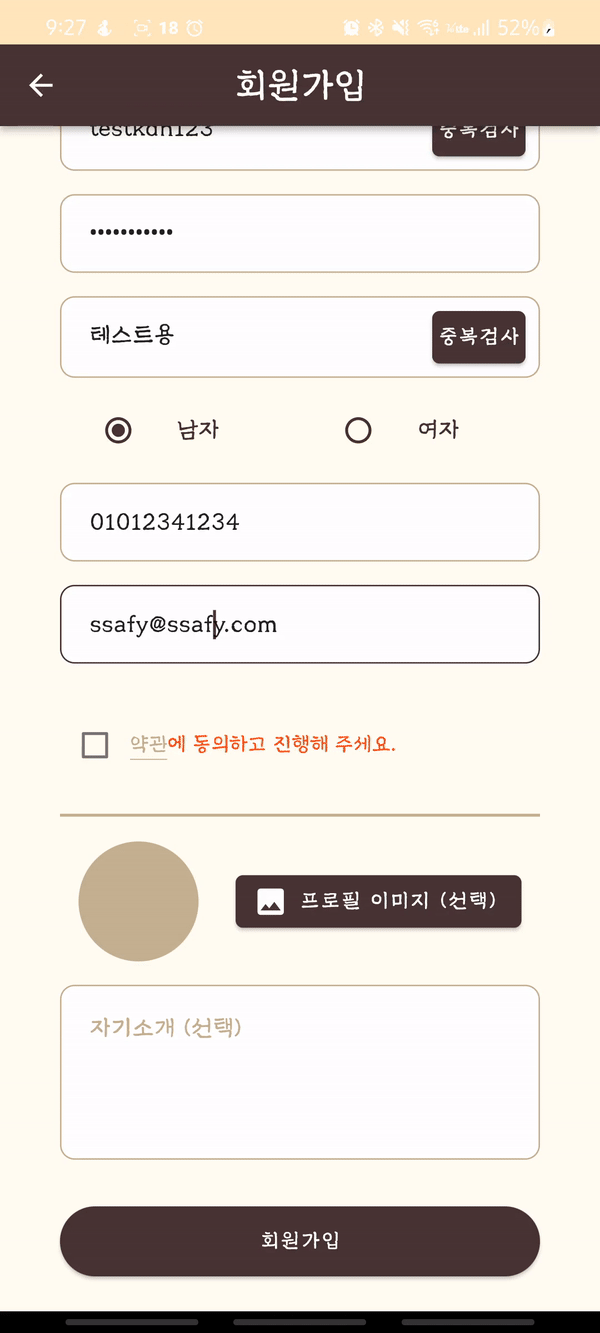 9:27 18 52%
회원가입
testkdh123 중복검사
•••••••••••
테스트용 중복검사
남자 여자
01012341234
ssafy@ssafy.com
약관에 동의하고 진행해 주세요.
프로필 이미지 (선택)
자기소개 (선택)
회원가입